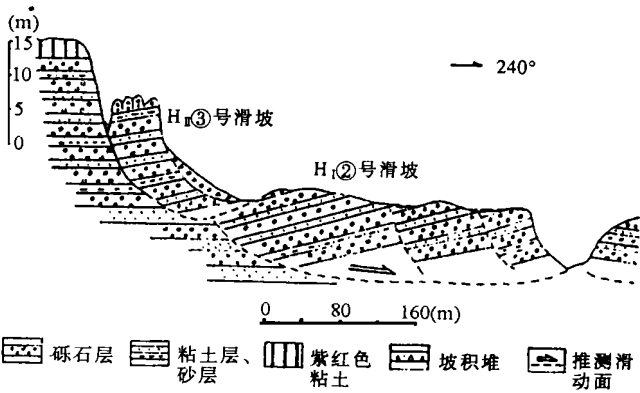 (m)
15
10
5
0
240°
HⅡ③号滑坡
HⅠ②号滑坡
0 80 160(m)
砾石层
粘土层、
砂层
紫红色
粘土
坡积堆
推测滑
动面